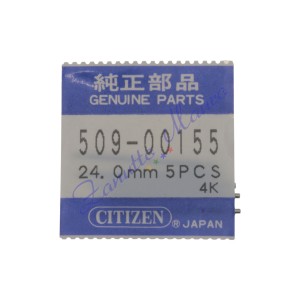 純正部品
GENUINE PARTS
509-00155
24.0mm 5PCS
4K
CITIZEN ® JAPAN